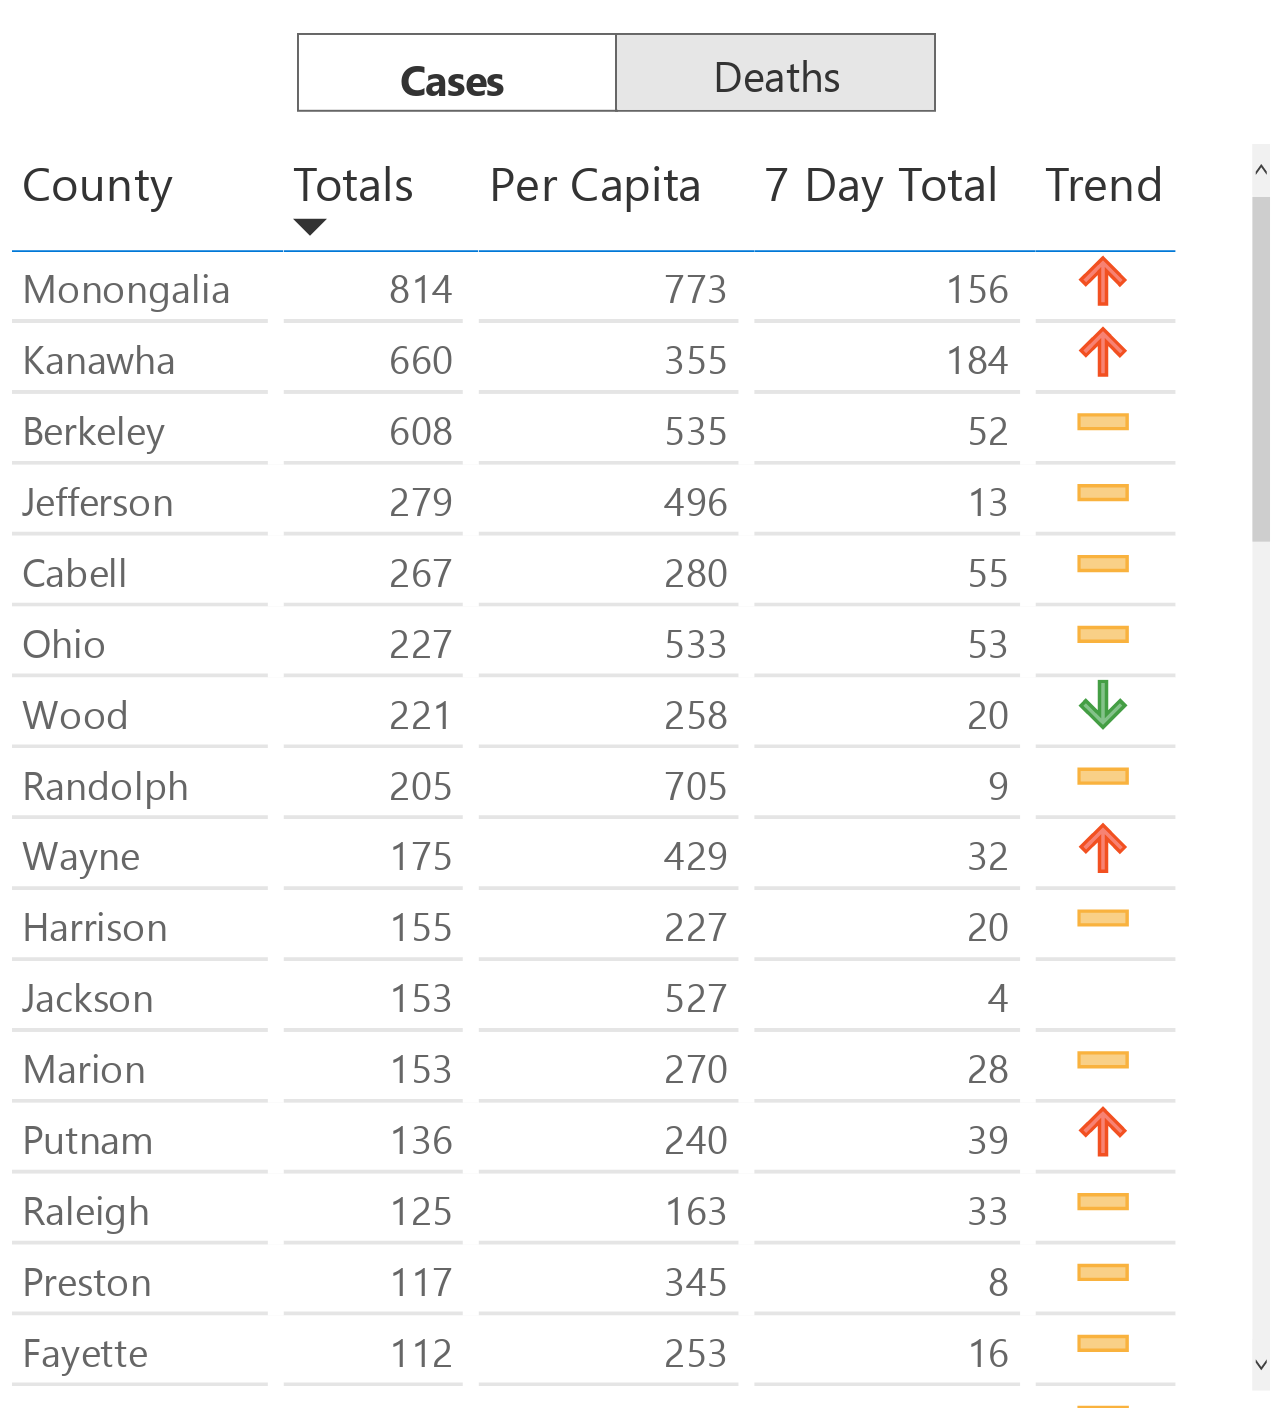 Cases Deaths
County Totals Per Capita 7 Day Total Trend
Monongalia 814 773 156
Kanawha 660 355 184
Berkeley 608 535 52
Jefferson 279 496 13
Cabell 267 280 55
Ohio 227 533 53
Wood 221 258 20
Randolph 205 705 9
Wayne 175 429 32
Harrison 155 227 20
Jackson 153 527 4
Marion 153 270 28
Putnam 136 240 39
Raleigh 125 163 33
Preston 117 345 8
Fayette 112 253 16